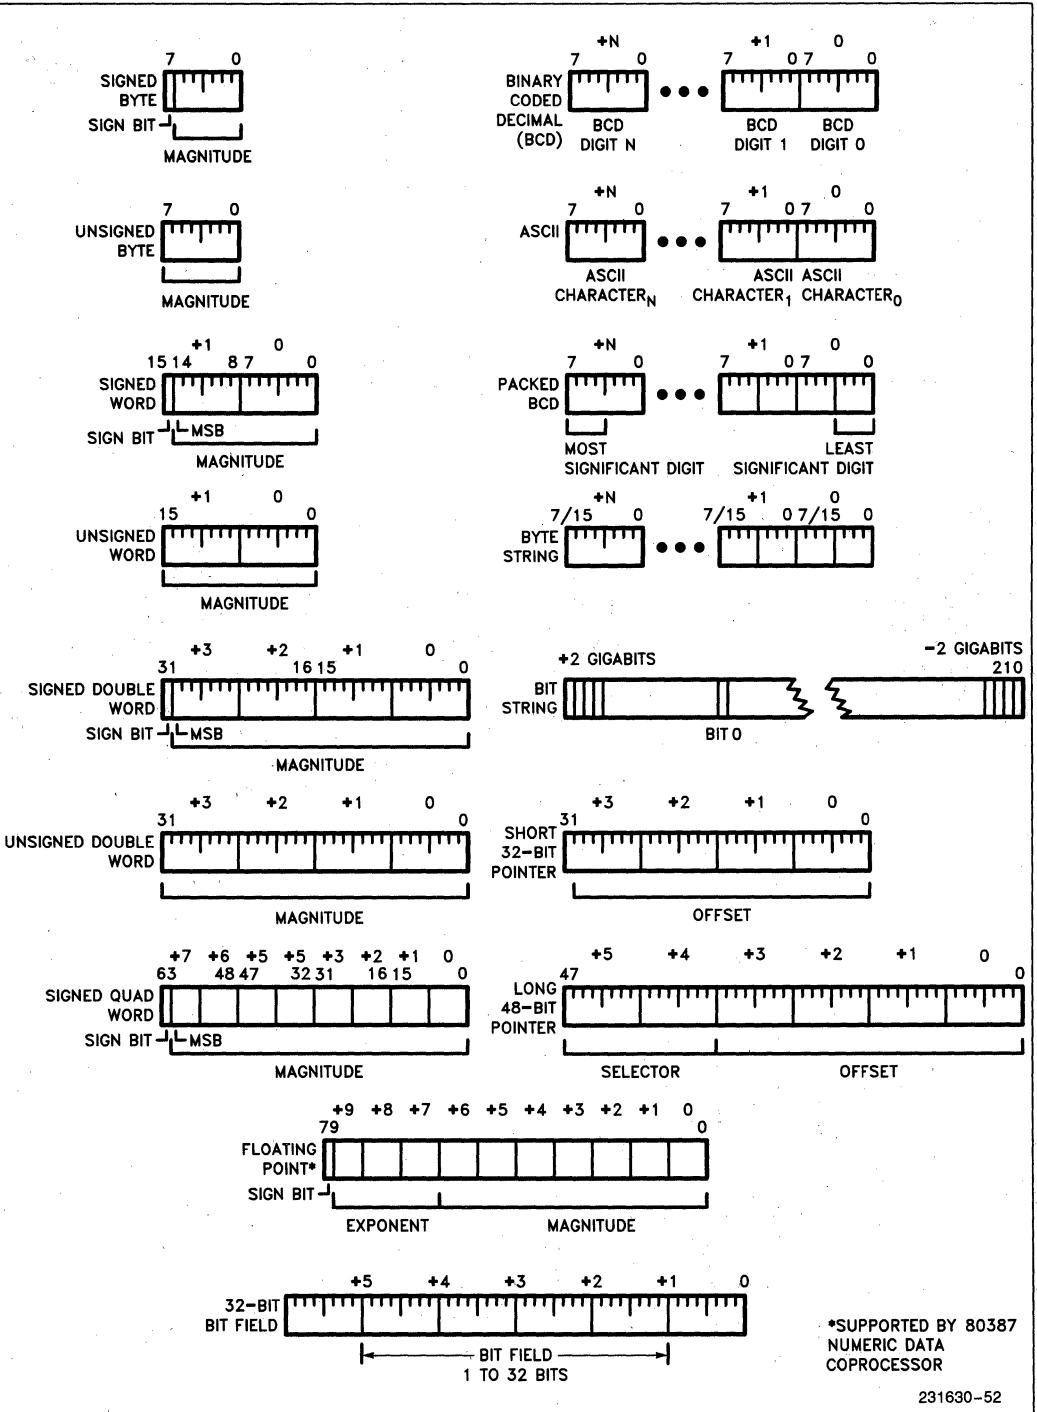 7 0
SIGNED
BYTE
SIGN BIT
MAGNITUDE
+N +1 0
7 0 7 0 7 0
BINARY
CODED
DECIMAL
(BCD)
BCD
DIGIT N
BCD
DIGIT 1
BCD
DIGIT 0
7 0
UNSIGNED
BYTE
MAGNITUDE
+N +1 0
7 0 7 0 7 0
ASCII
ASCII
CHARACTERN
ASCII ASCII
CHARACTER1 CHARACTER0
+1 0
15 14 8 7 0
SIGNED
WORD
SIGN BIT MSB
MAGNITUDE
+N +1 0
7 0 7 0 7 0
PACKED
BCD
MOST
SIGNIFICANT DIGIT
LEAST
SIGNIFICANT DIGIT
+1 0
15 0
UNSIGNED
WORD
MAGNITUDE
+N +1 0
7/15 0 7/15 0 7/15 0
BYTE
STRING
+3 +2 +1 0
31 16 15 0
SIGNED DOUBLE
WORD
SIGN BIT MSB
MAGNITUDE
+2 GIGABITS -2 GIGABITS
210
BIT
STRING
BIT 0
+3 +2 +1 0
31 0
UNSIGNED DOUBLE
WORD
MAGNITUDE
+3 +2 +1 0
31 0
SHORT
32-BIT
POINTER
OFFSET
+7 +6 +5 +5 +3 +2 +1 0
63 48 47 32 31 16 15 0
SIGNED QUAD
WORD
SIGN BIT MSB
MAGNITUDE
+5 +4 +3 +2 +1 0
47 0
LONG
48-BIT
POINTER
SELECTOR OFFSET
+9 +8 +7 +6 +5 +4 +3 +2 +1 0
79 0
FLOATING
POINT*
SIGN BIT
EXPONENT MAGNITUDE
+5 +4 +3 +2 +1 0
32-BIT
BIT FIELD
BIT FIELD
1 TO 32 BITS
*SUPPORTED BY 80387
NUMERIC DATA
COPROCESSOR
231630-52